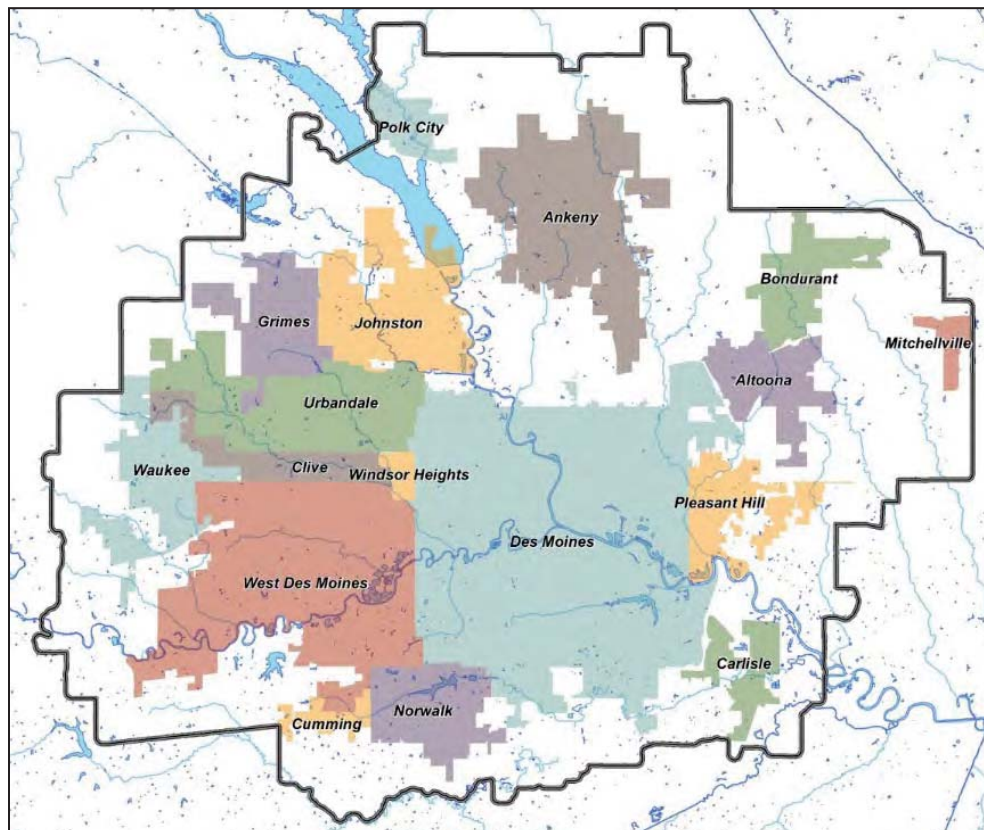 Polk City
Ankeny
Bondurant
Grimes
Johnston
Mitchellville
Altoona
Urbandale
Waukee
Clive
Windsor Heights
Pleasant Hill
Des Moines
West Des Moines
Carlisle
Cumming
Norwalk